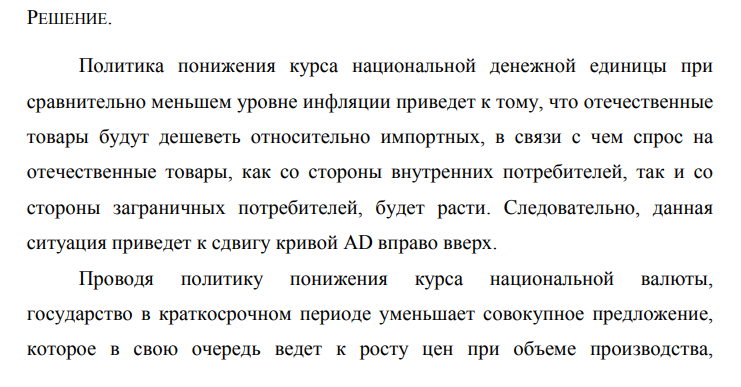 РЕШЕНИЕ.
Политика понижения курса национальной денежной единицы при
сравнительно меньшем уровне инфляции приведет к тому, что отечественные
товары будут дешеветь относительно импортных, в связи с чем спрос на
отечественные товары, как со стороны внутренних потребителей, так и со
стороны заграничных потребителей, будет расти. Следовательно, данная
ситуация приведет к сдвигу кривой AD вправо вверх.
Проводя политику понижения курса национальной валюты,
государство в краткосрочном периоде уменьшает совокупное предложение,
которое в свою очередь ведет к росту цен при объеме производства,